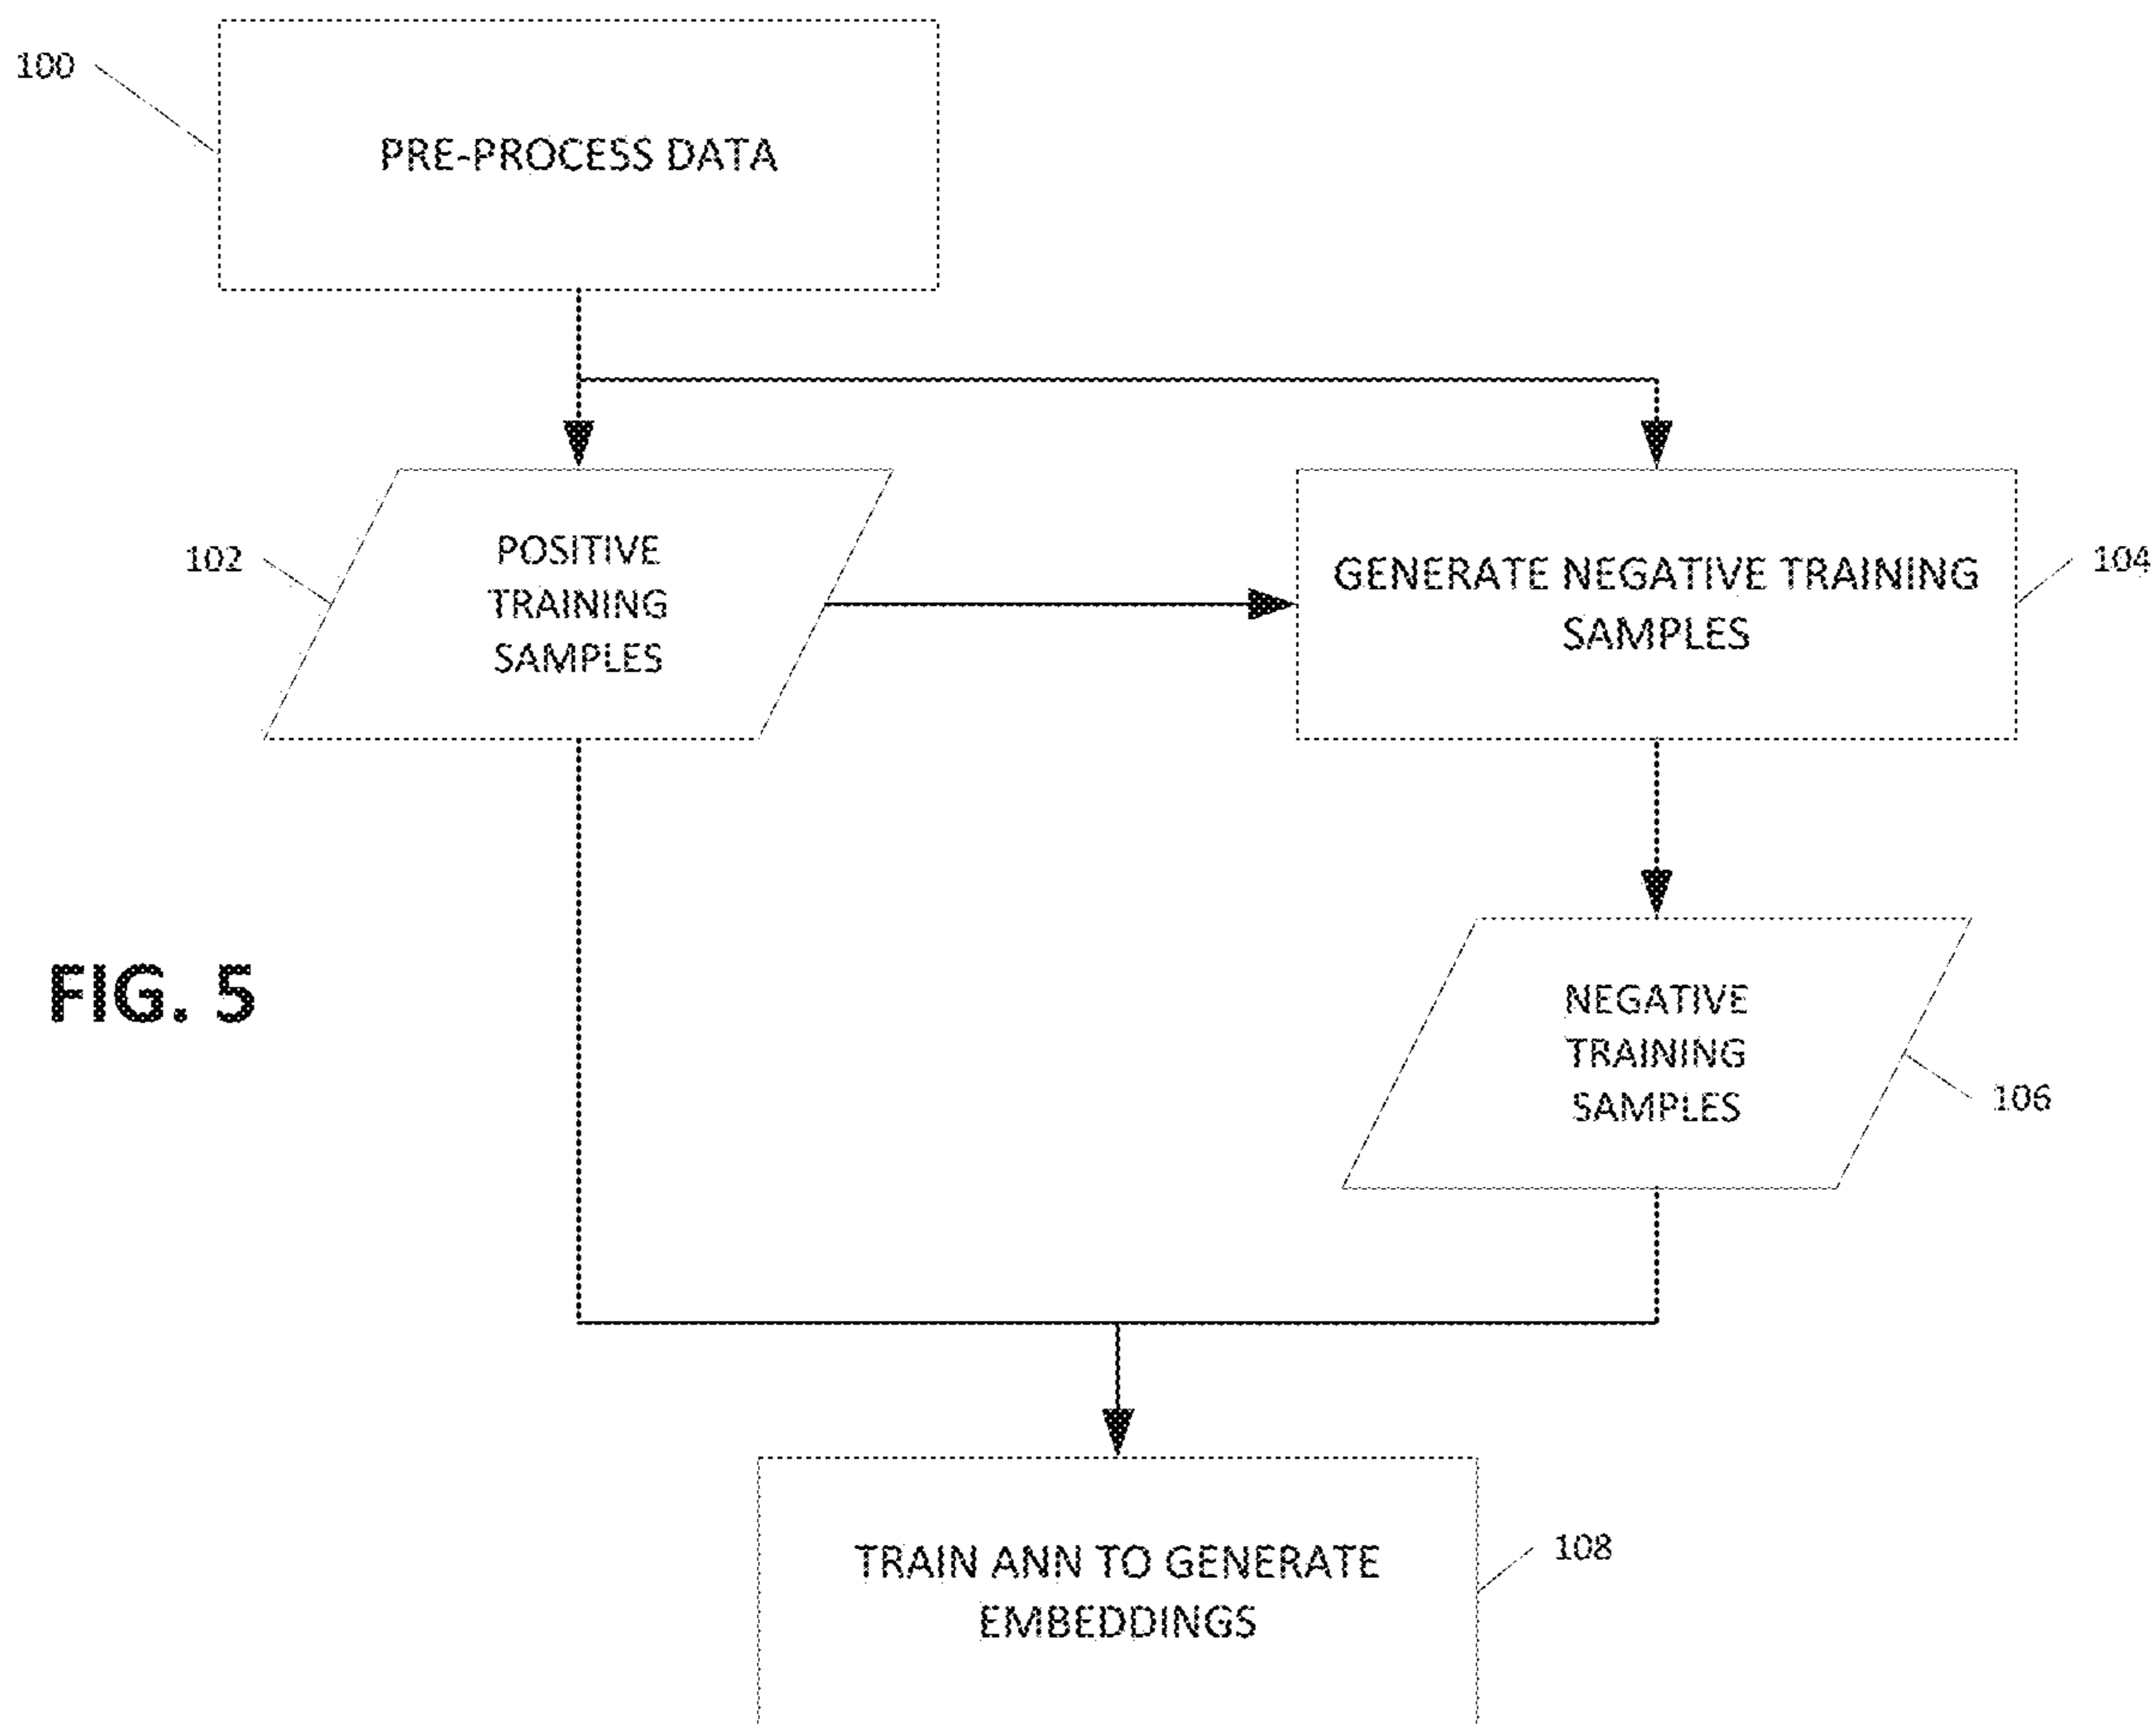 100
PRE-PROCESS DATA
102
POSITIVE
TRAINING
SAMPLES
GENERATE NEGATIVE TRAINING
SAMPLES
104
FIG. 5
NEGATIVE
TRAINING
SAMPLES
106
TRAIN ANN TO GENERATE
EMBEDDINGS
108